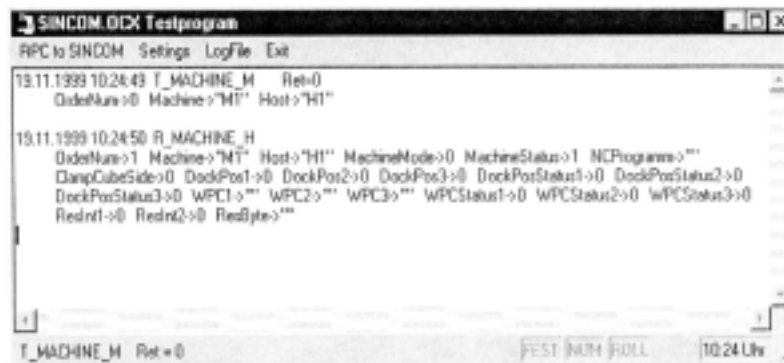 SINCOM.OCX Testprogram
RPC to SINCOM Settings LogFile Exit
19.11.1999 10:24:49 T_MACHINE_M Ret=0
OrderNum->0 Machine->"M1" Host->"H1"
19.11.1999 10:24:50 R_MACHINE_H
OrderNum->1 Machine->"M1" Host->"H1" MachineMode->0 MachineStatus->1 NCProgramm->""
ClampCubeSide->0 DockPos1->0 DockPos2->0 DockPos3->0 DockPosStatus1->0 DockPosStatus2->0
DockPosStatus3->0 WPC1->"" WPC2->"" WPC3->"" WPCStatus1->0 WPCStatus2->0 WPCStatus3->0
ResInt1->0 ResInt2->0 ResByte->""
T_MACHINE_M Ret = 0 FEST NUM ROLL 10:24 Uhr